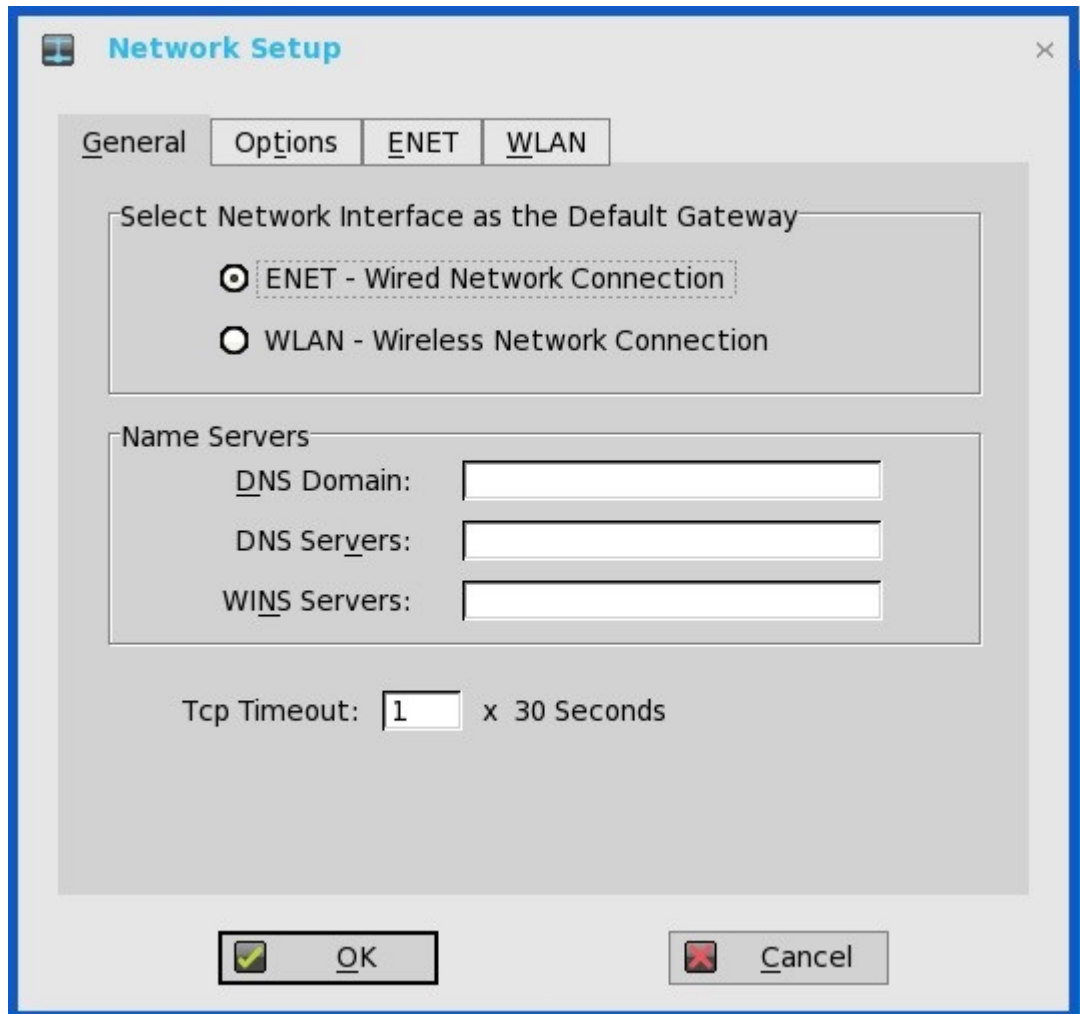 Network Setup
General Options ENET WLAN
Select Network Interface as the Default Gateway
ENET - Wired Network Connection
WLAN - Wireless Network Connection
Name Servers
DNS Domain:
DNS Servers:
WINS Servers:
Tcp Timeout: 1 x 30 Seconds
OK Cancel